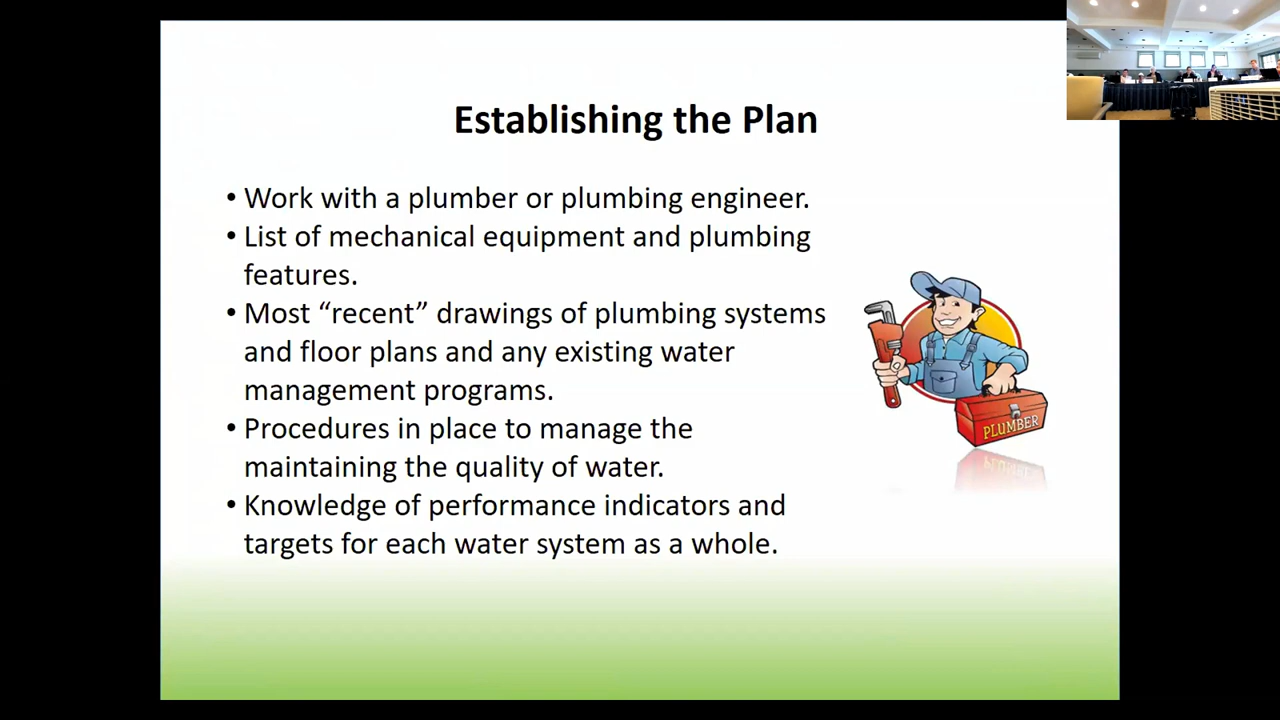 Establishing the Plan
• Work with a plumber or plumbing engineer.
• List of mechanical equipment and plumbing
features.
• Most “recent” drawings of plumbing systems
and floor plans and any existing water
management programs.
• Procedures in place to manage the
maintaining the quality of water.
• Knowledge of performance indicators and
targets for each water system as a whole.
PLUMBER